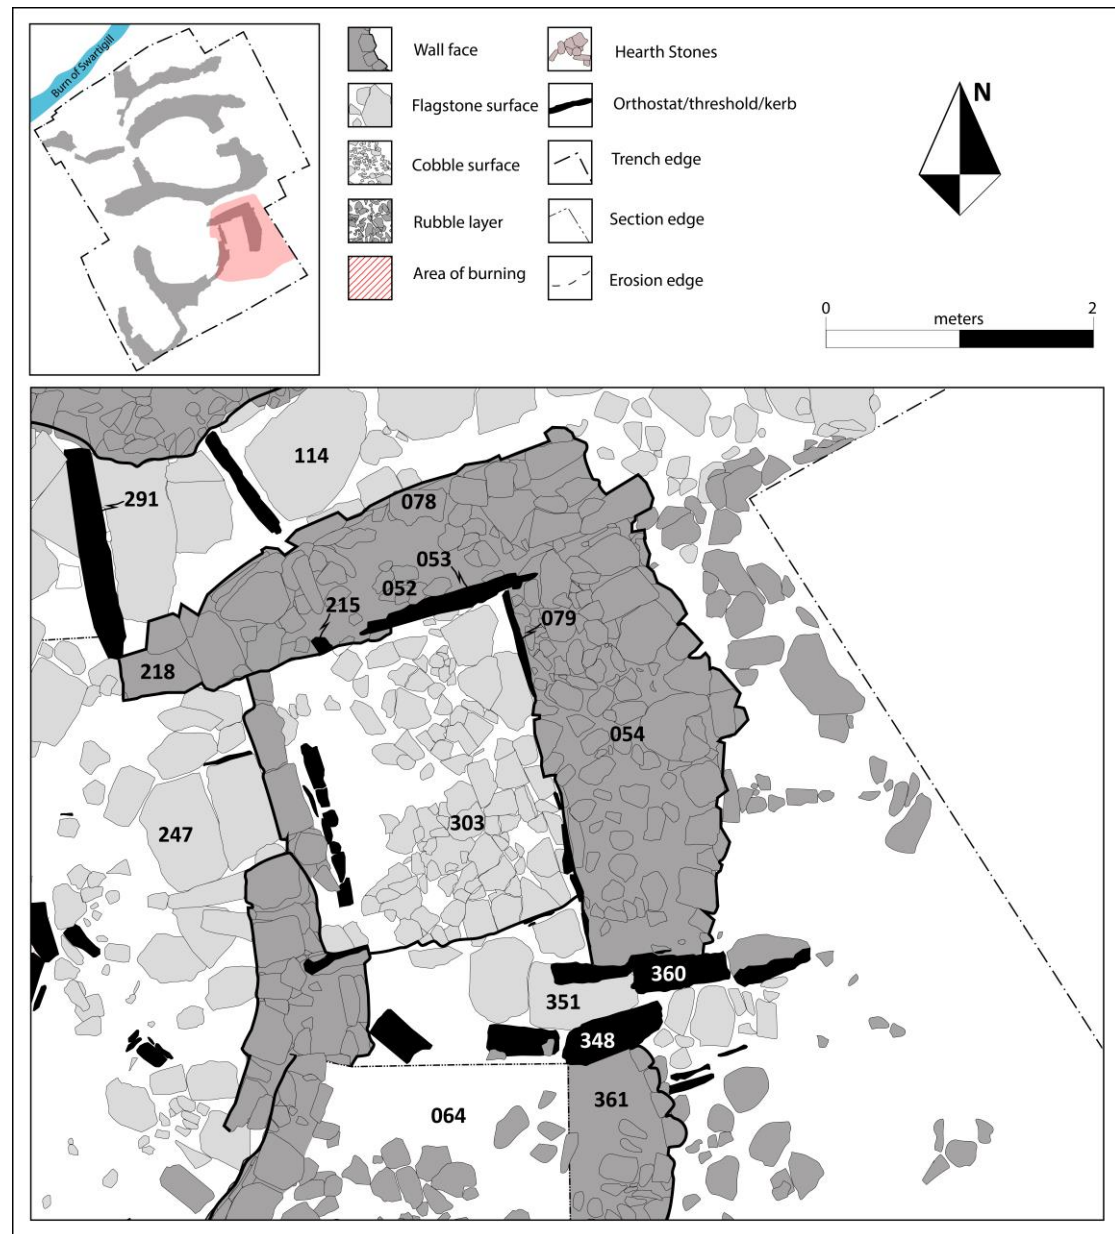 Burn of Swartigill
Wall face
Flagstone surface
Cobble surface
Rubble layer
Area of burning
Hearth Stones
Orthostat/threshold/kerb
Trench edge
Section edge
Erosion edge
N
0 meters 2
114
291
078
053
052
215
079
218
054
303
247
360
351
348
361
064